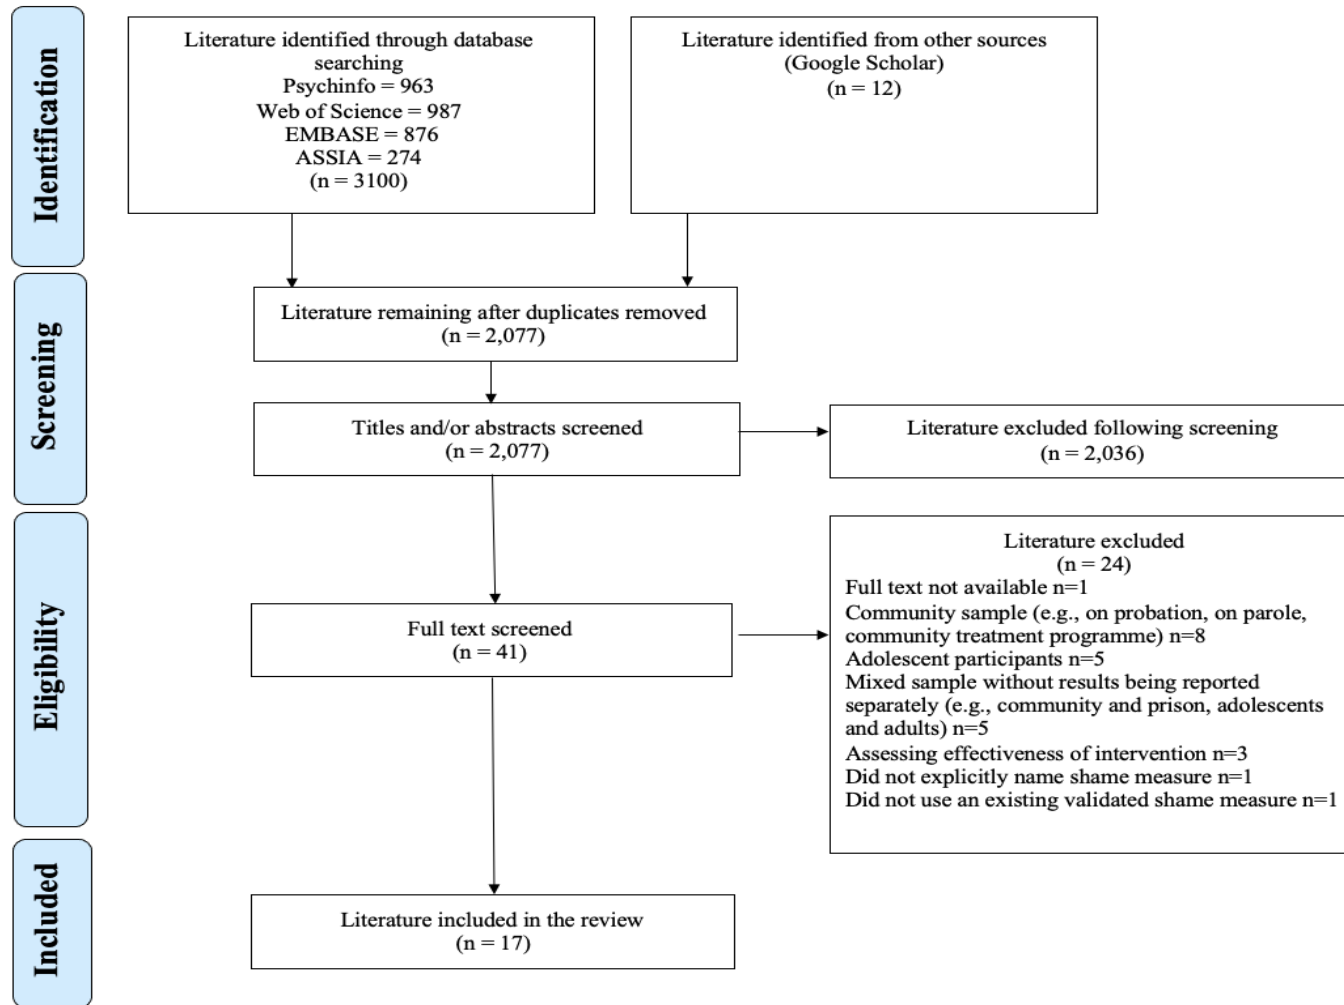 Identification
Literature identified through database
searching
Psychinfo = 963
Web of Science = 987
EMBASE = 876
ASSIA = 274
(n = 3100)
Literature identified from other sources
(Google Scholar)
(n = 12)
Screening
Literature remaining after duplicates removed
(n = 2,077)
Titles and/or abstracts screened
(n = 2,077)
Literature excluded following screening
(n = 2,036)
Eligibility
Full text screened
(n = 41)
Literature excluded
(n = 24)
Full text not available n=1
Community sample (e.g., on probation, on parole,
community treatment programme) n=8
Adolescent participants n=5
Mixed sample without results being reported
separately (e.g., community and prison, adolescents
and adults) n=5
Assessing effectiveness of intervention n=3
Did not explicitly name shame measure n=1
Did not use an existing validated shame measure n=1
Included
Literature included in the review
(n = 17)